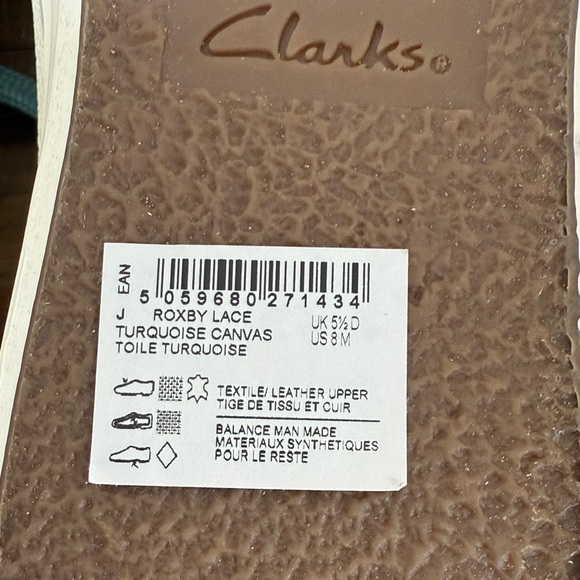 Clarks®
EAN
5 059680 271434
J ROXBY LACE
UK 5½ D
TURQUOISE CANVAS
US 8 M
TOILE TURQUOISE
TEXTILE/ LEATHER UPPER
TIGE DE TISSU ET CUIR
BALANCE MAN MADE
MATERIAUX SYNTHETIQUES
POUR LE RESTE